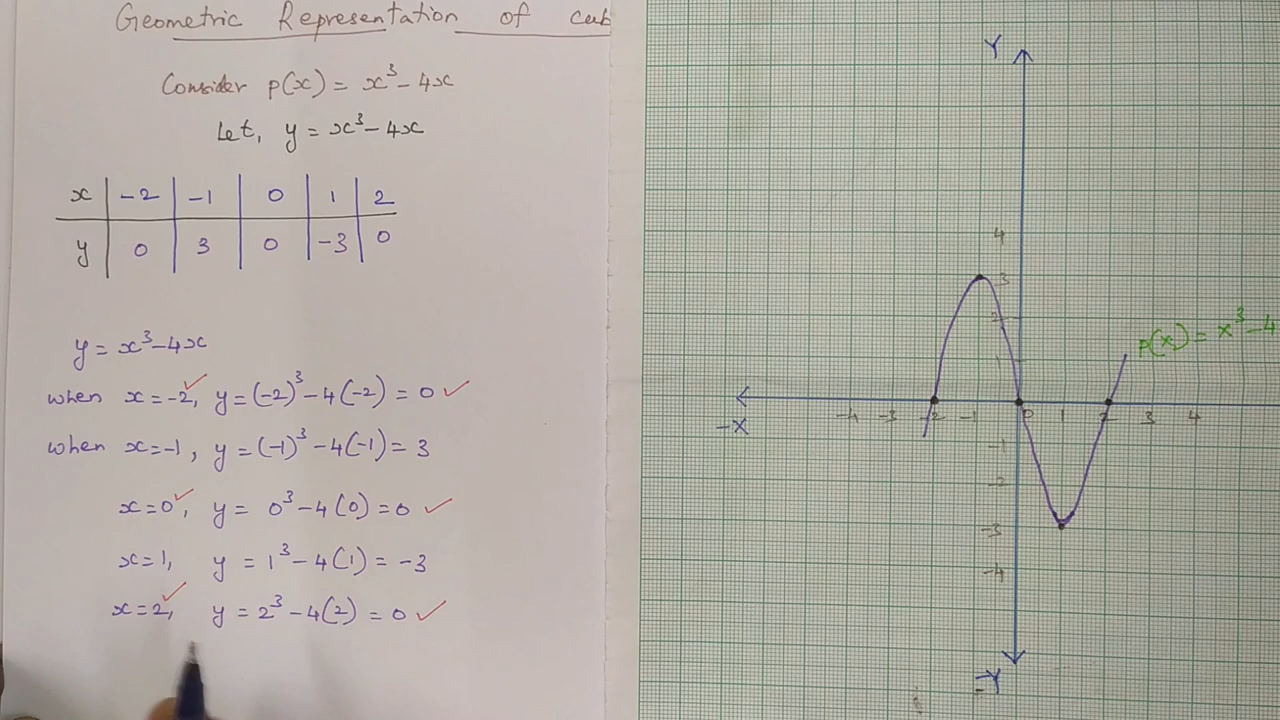 Geometric Representation of cub
Consider p(x) = x³ - 4x
Let, y = x³ - 4x
x | -2 | -1 | 0 | 1 | 2
y | 0 | 3 | 0 | -3 | 0
y = x³ - 4x
when x = -2, y = (-2)³ - 4(-2) = 0 ✓
when x = -1, y = (-1)³ - 4(-1) = 3
x = 0, y = 0³ - 4(0) = 0 ✓
x = 1, y = 1³ - 4(1) = -3
x = 2, y = 2³ - 4(2) = 0 ✓
Y
4
3
2
1
p(x) = x³ - 4
-X
-4 -3 -2 -1 0 1 2 3 4
-1
-2
-3
-4
-Y